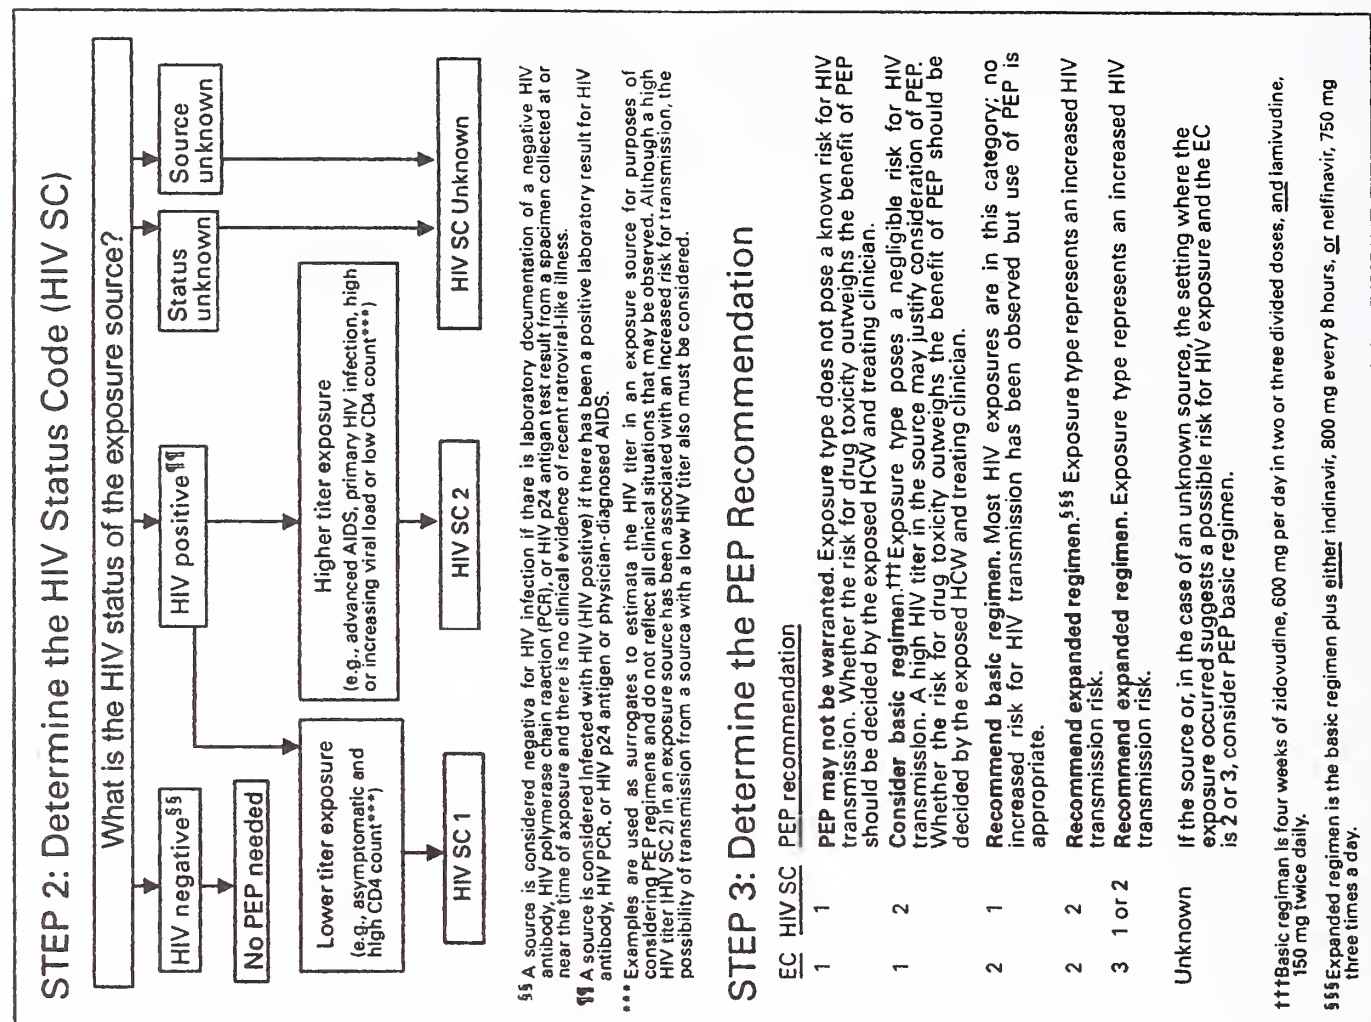 STEP 2: Determine the HIV Status Code (HIV SC)
What is the HIV status of the exposure source?
HIV negative§§
HIV positive¶¶
Status
unknown
Source
unknown
No PEP needed
Lower titer exposure
(e.g., asymptomatic and
high CD4 count***)
Higher titer exposure
(e.g., advanced AIDS, primary HIV infection, high
or increasing viral load or low CD4 count***)
HIV SC 1
HIV SC 2
HIV SC Unknown
§§ A source is considered negativa for HIV infection if there is laboratory documentation of a negative HIV
antibody, HIV polymerase chain raaction (PCR), or HIV p24 antigen test result from a spacimen collected at or
near the time of axposure and there is no clinical avidence of recent ratroviral-like illness.
¶¶ A source is considared Infected with HIV (HIV positive) if there has been a positive laboratory result for HIV
antibody, HIV PCR, or HIV p24 antigen or physician-diagnosed AIDS.
*** Examples are used as surrogates to estimate the HIV titer in an exposure source for purposes of
considering PEP regimens and do not reflect all clinical situations that may be observed. Although a high
HIV titer (HIV SC 2) in an exposure source has been associated with an increased risk for transmission, the
possibility of transmission from a sourca with a low HIV titer also must be considered.
STEP 3: Determine the PEP Recommendation
EC HIV SC PEP recommendation
1 1 PEP may not be warranted. Exposure type does not pose a known risk for HIV
transmission. Whether the risk for drug toxicity outweighs the benefit of PEP
should be decided by the exposed HCW and treating clinician.
1 2 Consider basic regimen.††† Exposure type poses a negligible risk for HIV
transmission. A high HIV titer in the source may justify consideration of PEP.
Whether the risk for drug toxicity outweighs the benefit of PEP should be
decided by the exposed HCW and treating clinician.
2 1 Recommend basic regimen. Most HIV exposures are in this category; no
increased risk for HIV transmission has been observed but use of PEP is
appropriate.
2 2 Recommend expanded regimen.§§§ Exposure type represents an increased HIV
transmission risk.
3 1 or 2 Recommend expanded regimen. Exposure type represents an increased HIV
transmission risk.
Unknown If the source or, in the case of an unknown source, the setting where the
exposure occurred suggests a possible risk for HIV exposure and the EC
is 2 or 3, consider PEP basic regimen.
†††Basic regiman is four weeks of zidovudine, 600 mg per day in two or three divided doses, and lamivudine,
150 mg twice daily.
§§§Expanded regimen is the basic regimen plus either indinavir, 800 mg every 8 hours, or nelfinavir, 750 mg
three times a day.